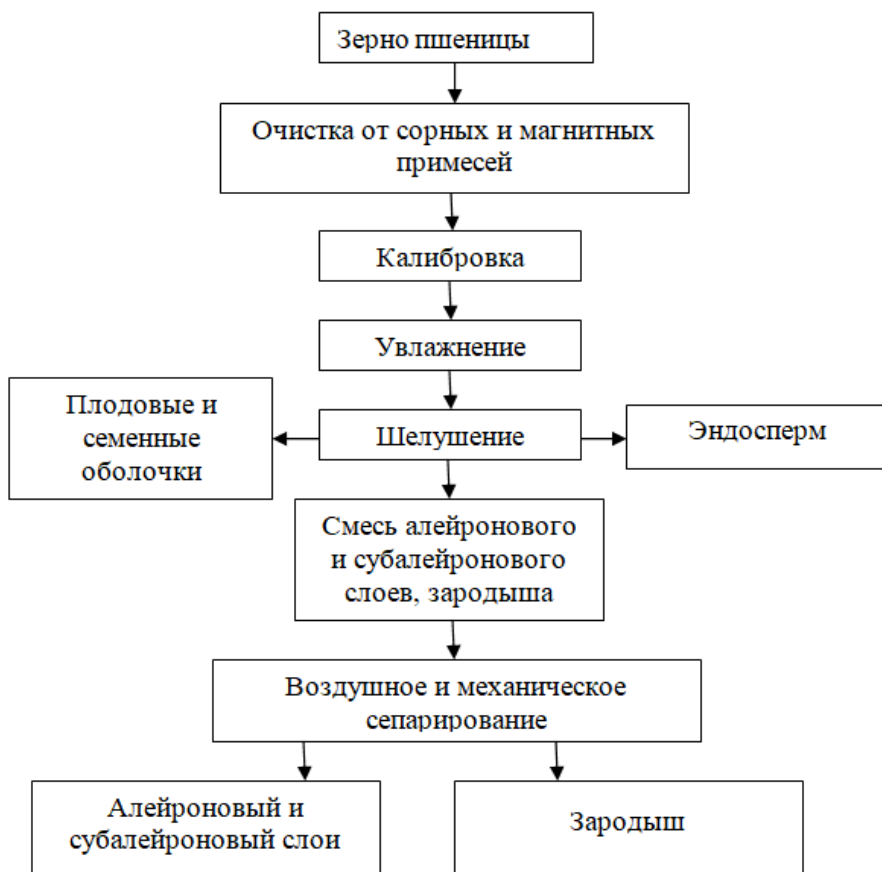 Зерно пшеницы
Очистка от сорных и магнитных
примесей
Калибровка
Увлажнение
Плодовые и
семенные
оболочки
Шелушение
Эндосперм
Смесь алейронового
и субалейронового
слоев, зародыша
Воздушное и механическое
сепарирование
Алейроновый и
субалейроновый слои
Зародыш